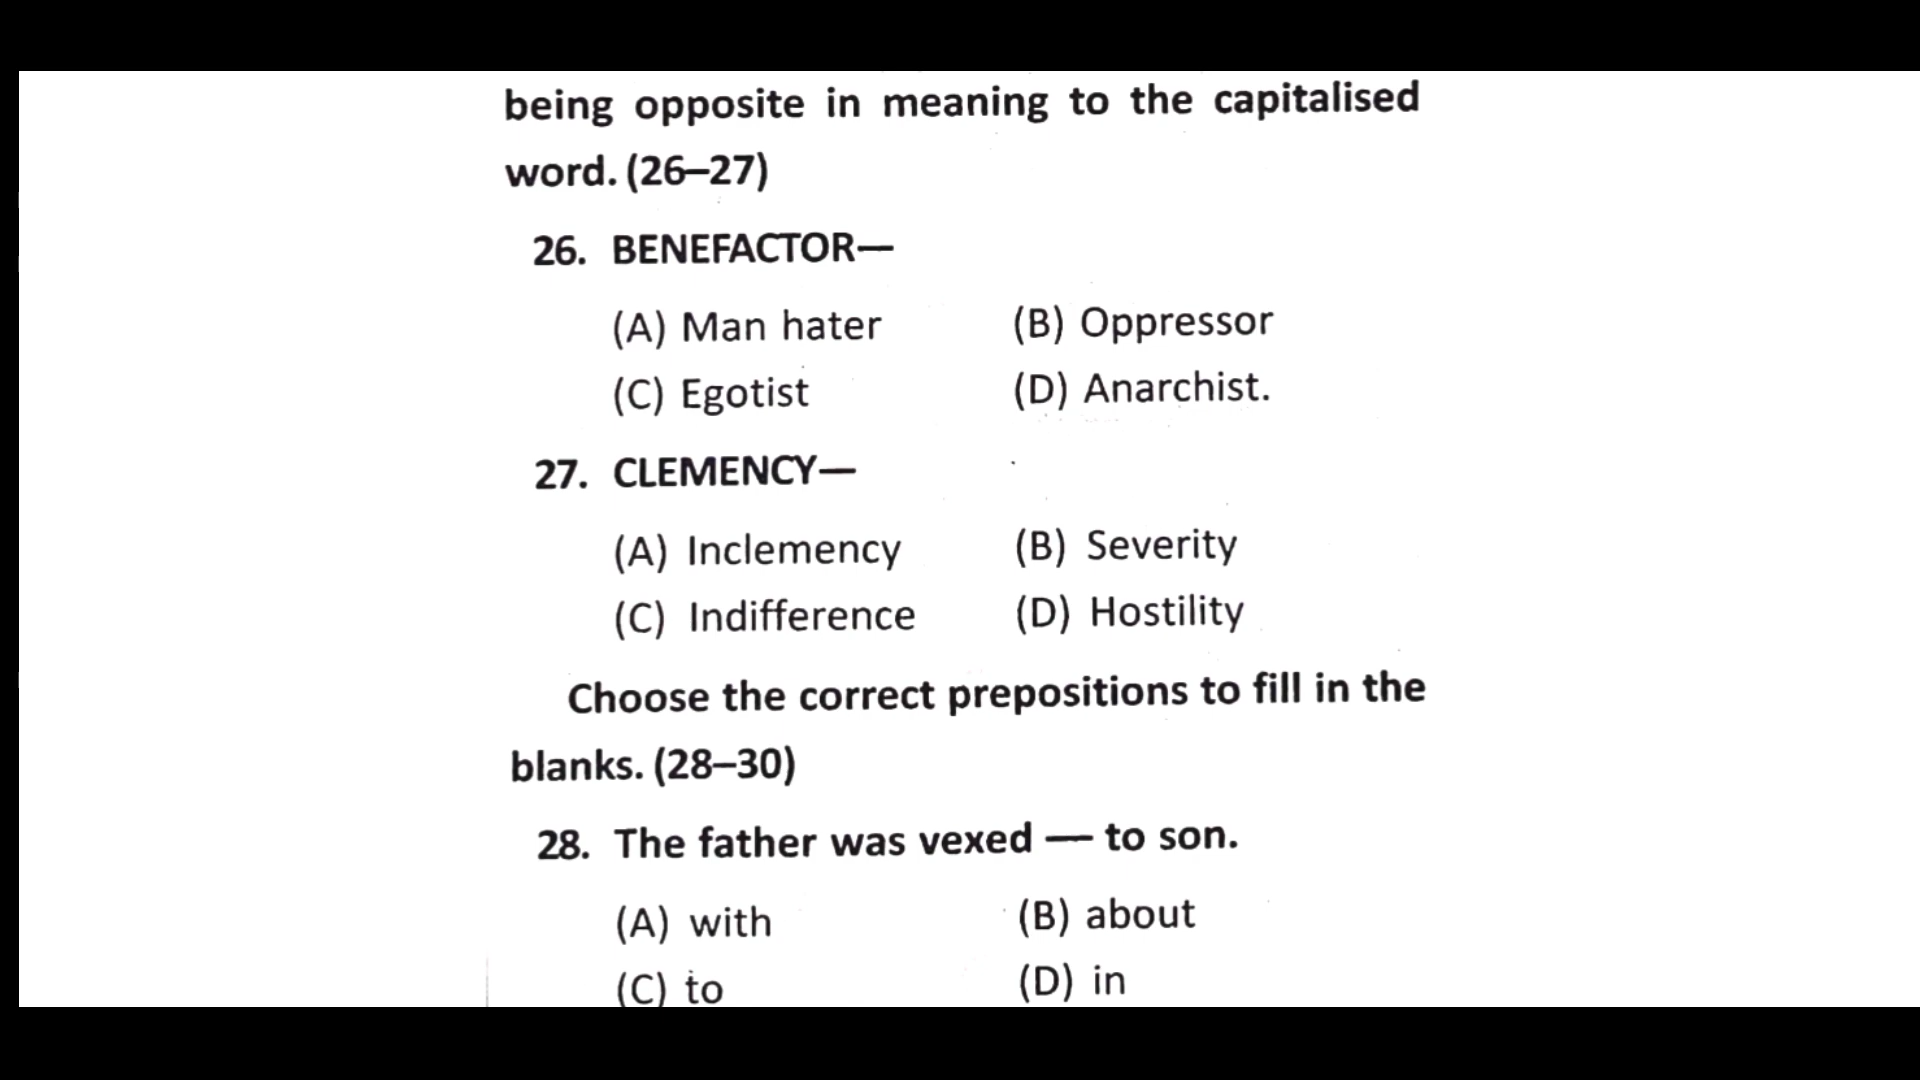 being opposite in meaning to the capitalised
word. (26–27)
26. BENEFACTOR—
(A) Man hater (B) Oppressor
(C) Egotist (D) Anarchist.
27. CLEMENCY—
(A) Inclemency (B) Severity
(C) Indifference (D) Hostility
Choose the correct prepositions to fill in the
blanks. (28–30)
28. The father was vexed — to son.
(A) with (B) about
(C) to (D) in